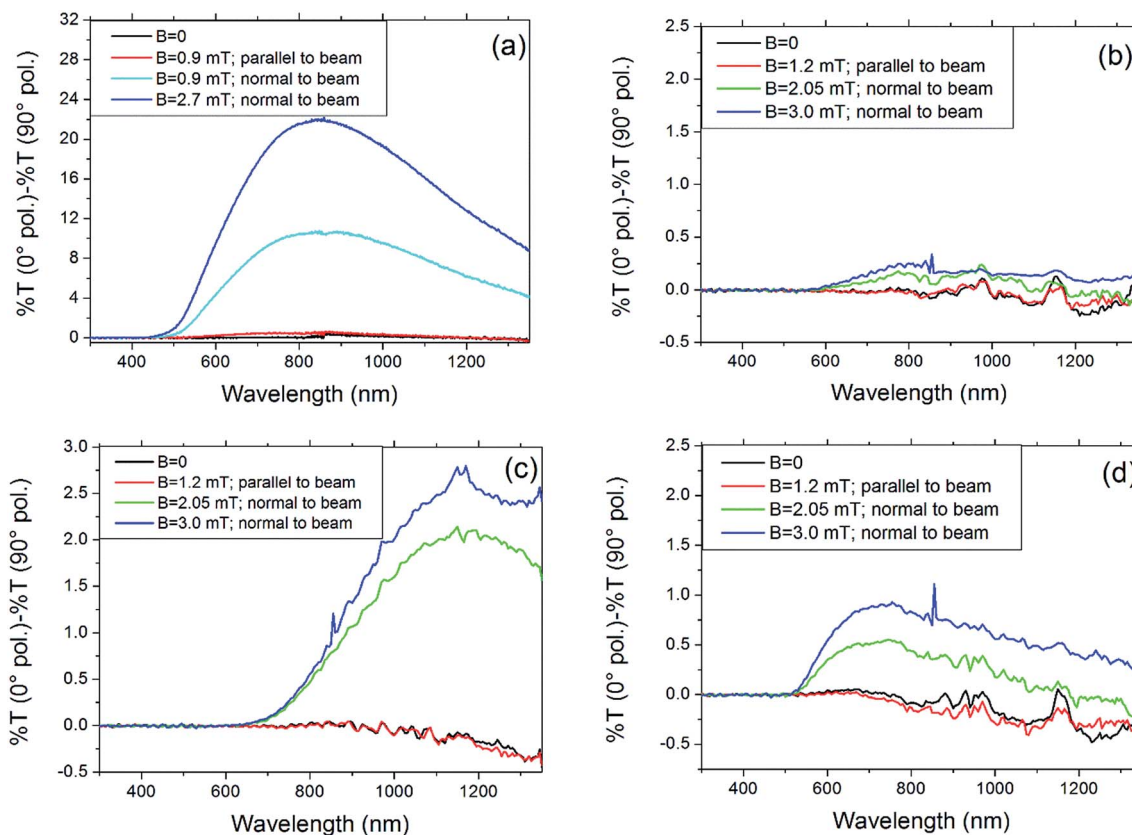 (a)
B=0
B=0.9 mT; parallel to beam
B=0.9 mT; normal to beam
B=2.7 mT; normal to beam
%T (0° pol.)-%T (90° pol.)
32
28
24
20
16
12
8
4
0
400 600 800 1000 1200
Wavelength (nm)
(b)
B=0
B=1.2 mT; parallel to beam
B=2.05 mT; normal to beam
B=3.0 mT; normal to beam
%T (0° pol.)-%T (90° pol.)
2.5
2.0
1.5
1.0
0.5
0.0
-0.5
400 600 800 1000 1200
Wavelength (nm)
(c)
B=0
B=1.2 mT; parallel to beam
B=2.05 mT; normal to beam
B=3.0 mT; normal to beam
%T (0° pol.)-%T (90° pol.)
3.0
2.5
2.0
1.5
1.0
0.5
0.0
-0.5
400 600 800 1000 1200
Wavelength (nm)
(d)
B=0
B=1.2 mT; parallel to beam
B=2.05 mT; normal to beam
B=3.0 mT; normal to beam
%T (0° pol.)-%T (90° pol.)
2.5
2.0
1.5
1.0
0.5
0.0
-0.5
400 600 800 1000 1200
Wavelength (nm)